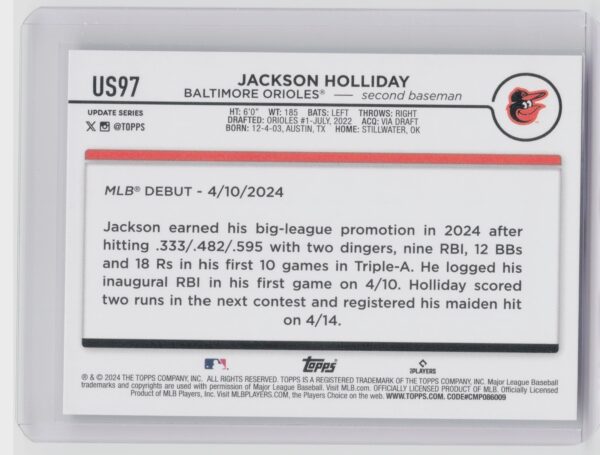 US97
JACKSON HOLLIDAY
BALTIMORE ORIOLES® — second baseman
UPDATE SERIES
@TOPPS
HT: 6'0" WT: 185 BATS: LEFT THROWS: RIGHT
DRAFTED: ORIOLES #1-JULY, 2022 ACQ: VIA DRAFT
BORN: 12-4-03, AUSTIN, TX HOME: STILLWATER, OK
MLB® DEBUT - 4/10/2024
Jackson earned his big-league promotion in 2024 after
hitting .333/.482/.595 with two dingers, nine RBI, 12 BBs
and 18 Rs in his first 10 games in Triple-A. He logged his
inaugural RBI in his first game on 4/10. Holliday scored
two runs in the next contest and registered his maiden hit
on 4/14.
Topps
PLAYERS
® & © 2024 THE TOPPS COMPANY, INC. ALL RIGHTS RESERVED. TOPPS IS A REGISTERED TRADEMARK OF THE TOPPS COMPANY, INC. Major League Baseball
trademarks and copyrights are used with permission of Major League Baseball. Visit MLB.com. OFFICIALLY LICENSED PRODUCT OF MLB. Officially Licensed
Product of MLB Players, Inc. Visit MLBPLAYERS.com, the Players Choice on the web. WWW.TOPPS.COM. CODE#CMP086009